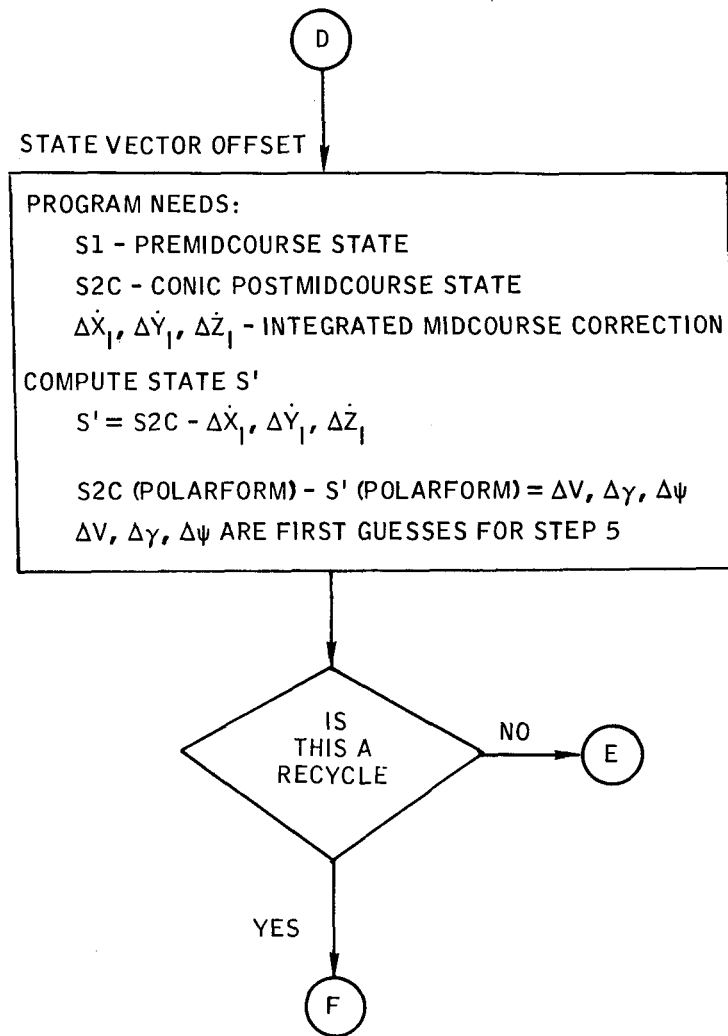 D
STATE VECTOR OFFSET
PROGRAM NEEDS:
S1 - PREMIDCOURSE STATE
S2C - CONIC POSTMIDCOURSE STATE
ΔẊ_I, ΔẎ_I, ΔŻ_I - INTEGRATED MIDCOURSE CORRECTION
COMPUTE STATE S'
S' = S2C - ΔẊ_I, ΔẎ_I, ΔŻ_I
S2C (POLARFORM) - S' (POLARFORM) = ΔV, Δγ, Δψ
ΔV, Δγ, Δψ ARE FIRST GUESSES FOR STEP 5
IS
THIS A
RECYCLE
NO
E
YES
F